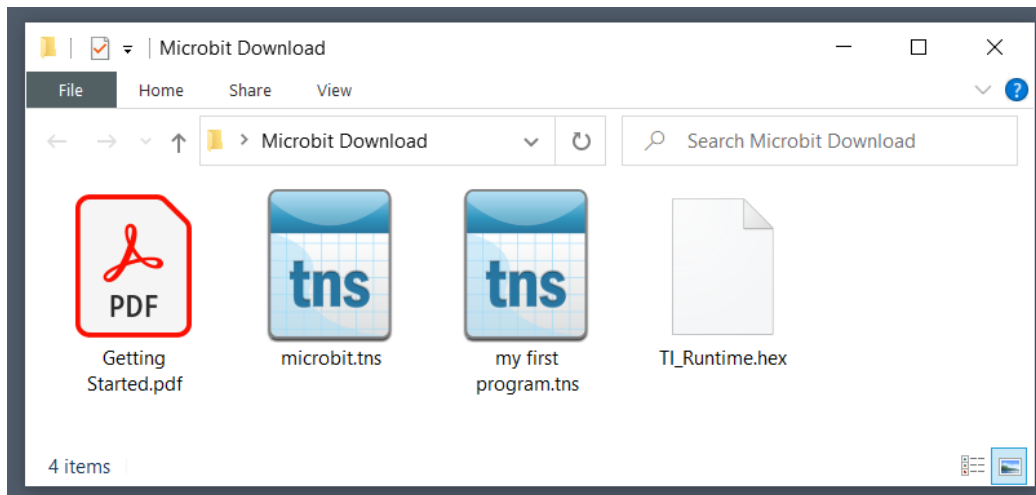 Microbit Download
File Home Share View
?
Microbit Download
Search Microbit Download
PDF
tns
tns
Getting
Started.pdf
microbit.tns
my first
program.tns
TI_Runtime.hex
4 items